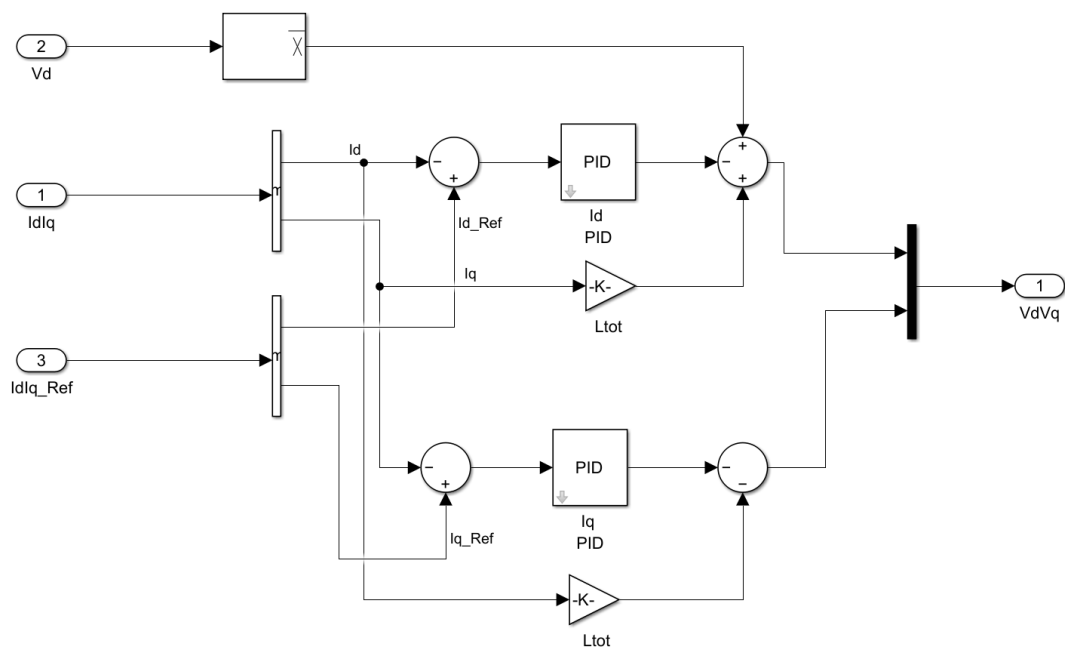 2
Vd
X
Id
PID
1
IdIq
Id_Ref
Id
PID
Iq
-K-
Ltot
1
VdVq
3
IdIq_Ref
PID
Iq_Ref
Iq
PID
-K-
Ltot